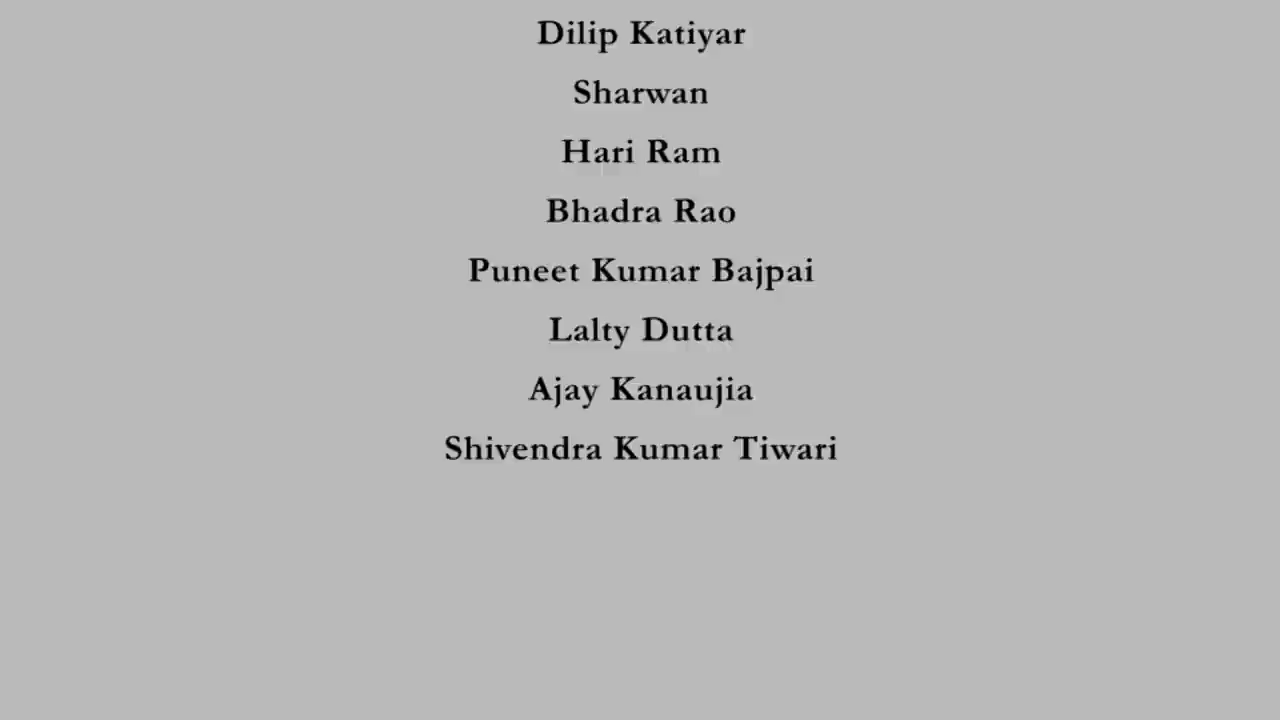 Dilip Katiyar
Sharwan
Hari Ram
Bhadra Rao
Puneet Kumar Bajpai
Lalty Dutta
Ajay Kanaujia
Shivendra Kumar Tiwari